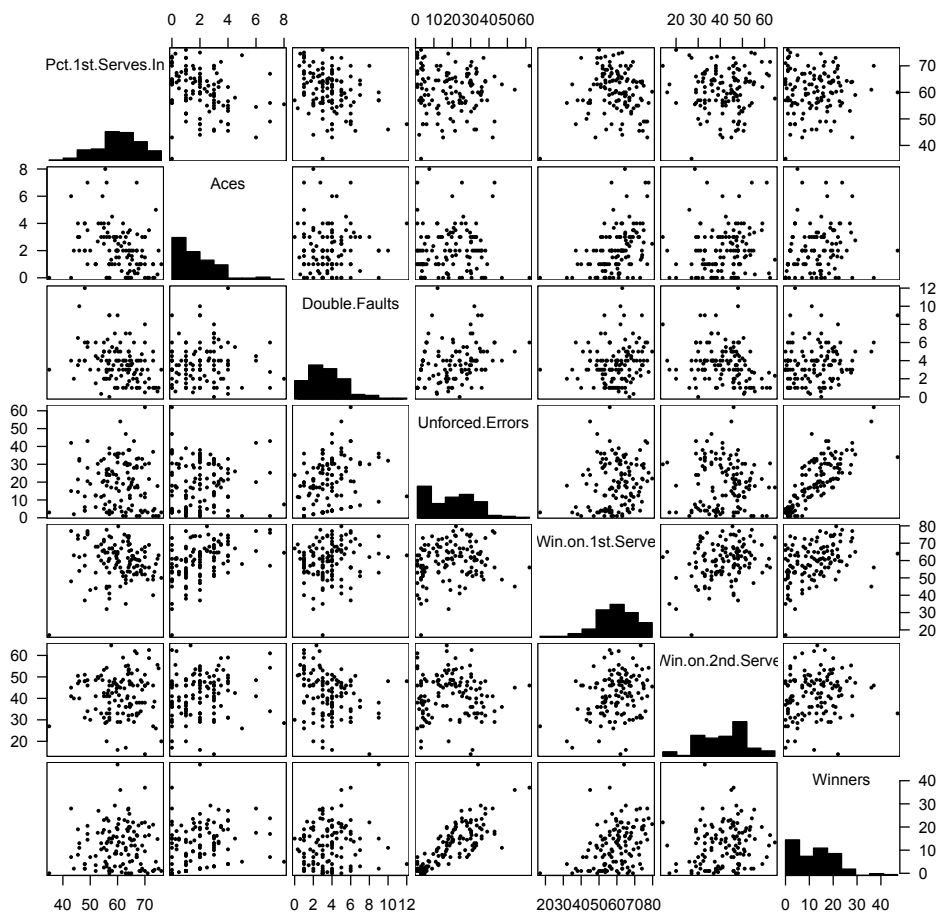 0 2 4 6 8
0 10 20 30 40 50 60
20 30 40 50 60
Pct.1st.Serves.In
40 50 60 70
Aces
0 2 4 6 8
Double.Faults
0 2 4 6 8 10 12
Unforced.Errors
0 10 20 30 40 50 60
Win.on.1st.Serve
20 30 40 50 60 70 80
Win.on.2nd.Serve
20 30 40 50 60
Winners
0 10 20 30 40
40 50 60 70
0 2 4 6 8 10 12
20 30 40 50 60 70 80
0 10 20 30 40